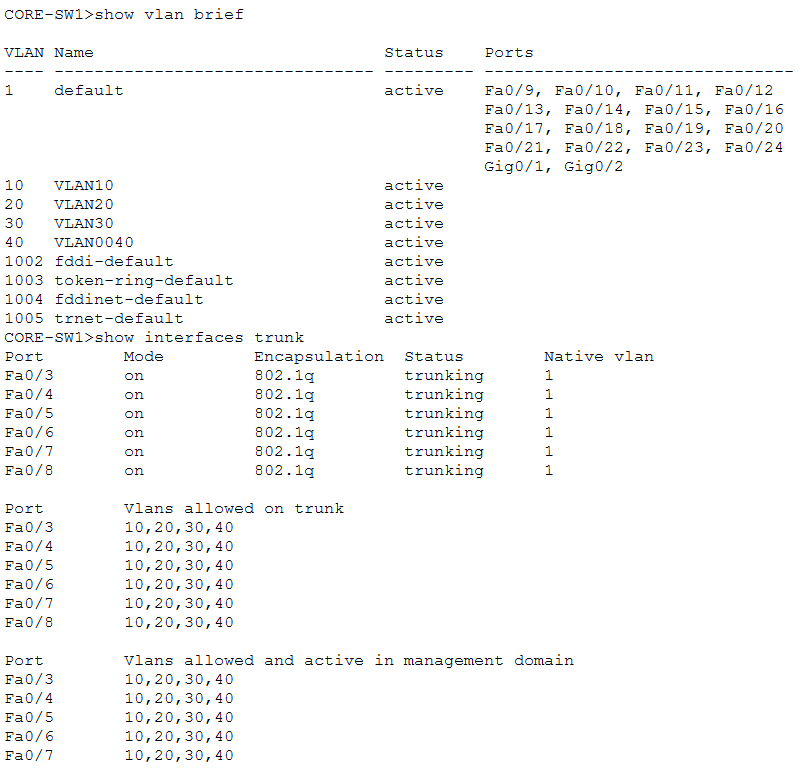 CORE-SW1>show vlan brief
VLAN Name                             Status    Ports
---- -------------------------------- --------- -------------------------------
1    default                          active    Fa0/9, Fa0/10, Fa0/11, Fa0/12
                                                Fa0/13, Fa0/14, Fa0/15, Fa0/16
                                                Fa0/17, Fa0/18, Fa0/19, Fa0/20
                                                Fa0/21, Fa0/22, Fa0/23, Fa0/24
                                                Gig0/1, Gig0/2
10   VLAN10                           active
20   VLAN20                           active
30   VLAN30                           active
40   VLAN0040                         active
1002 fddi-default                     active
1003 token-ring-default               active
1004 fddinet-default                  active
1005 trnet-default                    active
CORE-SW1>show interfaces trunk
Port        Mode         Encapsulation  Status        Native vlan
Fa0/3       on           802.1q         trunking      1
Fa0/4       on           802.1q         trunking      1
Fa0/5       on           802.1q         trunking      1
Fa0/6       on           802.1q         trunking      1
Fa0/7       on           802.1q         trunking      1
Fa0/8       on           802.1q         trunking      1
Port        Vlans allowed on trunk
Fa0/3       10,20,30,40
Fa0/4       10,20,30,40
Fa0/5       10,20,30,40
Fa0/6       10,20,30,40
Fa0/7       10,20,30,40
Fa0/8       10,20,30,40
Port        Vlans allowed and active in management domain
Fa0/3       10,20,30,40
Fa0/4       10,20,30,40
Fa0/5       10,20,30,40
Fa0/6       10,20,30,40
Fa0/7       10,20,30,40